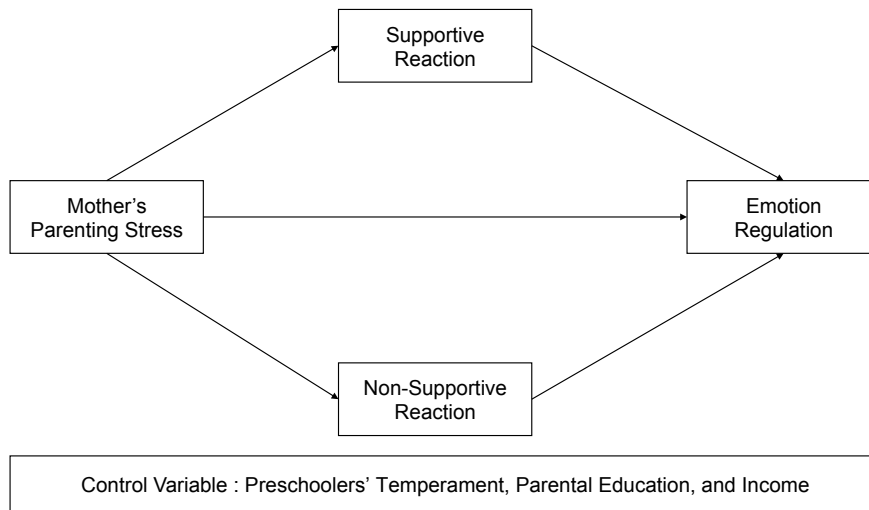 Supportive
Reaction
Mother's
Parenting Stress
Emotion
Regulation
Non-Supportive
Reaction
Control Variable : Preschoolers' Temperament, Parental Education, and Income